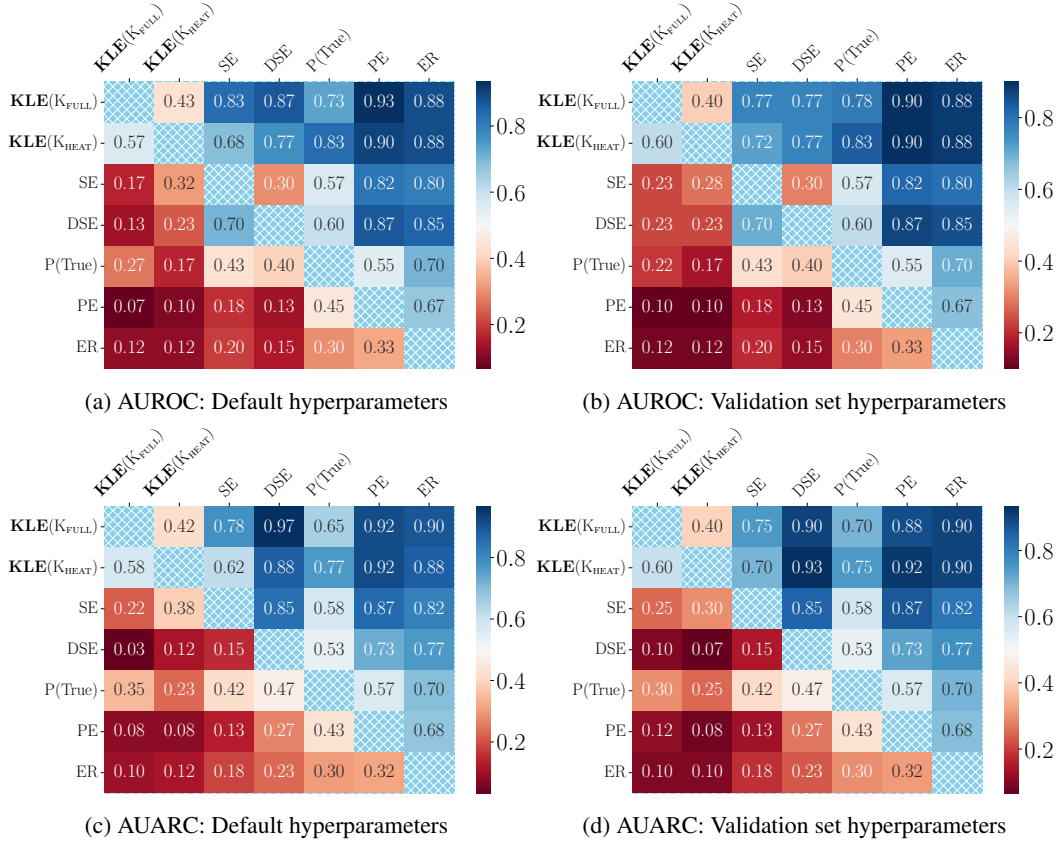 KLE(K_FULL) KLE(K_HEAT) SE DSE P(True) PE ER
KLE(K_FULL) 0.43 0.83 0.87 0.73 0.93 0.88
KLE(K_HEAT) 0.57 0.68 0.77 0.83 0.90 0.88
SE 0.17 0.32 0.30 0.57 0.82 0.80
DSE 0.13 0.23 0.70 0.60 0.87 0.85
P(True) 0.27 0.17 0.43 0.40 0.55 0.70
PE 0.07 0.10 0.18 0.13 0.45 0.67
ER 0.12 0.12 0.20 0.15 0.30 0.33
0.8
0.6
0.4
0.2
(a) AUROC: Default hyperparameters
KLE(K_FULL) KLE(K_HEAT) SE DSE P(True) PE ER
KLE(K_FULL) 0.40 0.77 0.77 0.78 0.90 0.88
KLE(K_HEAT) 0.60 0.72 0.77 0.83 0.90 0.88
SE 0.23 0.28 0.30 0.57 0.82 0.80
DSE 0.23 0.23 0.70 0.60 0.87 0.85
P(True) 0.22 0.17 0.43 0.40 0.55 0.70
PE 0.10 0.10 0.18 0.13 0.45 0.67
ER 0.12 0.12 0.20 0.15 0.30 0.33
0.8
0.6
0.4
0.2
(b) AUROC: Validation set hyperparameters
KLE(K_FULL) KLE(K_HEAT) SE DSE P(True) PE ER
KLE(K_FULL) 0.42 0.78 0.97 0.65 0.92 0.90
KLE(K_HEAT) 0.58 0.62 0.88 0.77 0.92 0.88
SE 0.22 0.38 0.85 0.58 0.87 0.82
DSE 0.03 0.12 0.15 0.53 0.73 0.77
P(True) 0.35 0.23 0.42 0.47 0.57 0.70
PE 0.08 0.08 0.13 0.27 0.43 0.68
ER 0.10 0.12 0.18 0.23 0.30 0.32
0.8
0.6
0.4
0.2
(c) AUARC: Default hyperparameters
KLE(K_FULL) KLE(K_HEAT) SE DSE P(True) PE ER
KLE(K_FULL) 0.40 0.75 0.90 0.70 0.88 0.90
KLE(K_HEAT) 0.60 0.70 0.93 0.75 0.92 0.90
SE 0.25 0.30 0.85 0.58 0.87 0.82
DSE 0.10 0.07 0.15 0.53 0.73 0.77
P(True) 0.30 0.25 0.42 0.47 0.57 0.70
PE 0.12 0.08 0.13 0.27 0.43 0.68
ER 0.10 0.10 0.18 0.23 0.30 0.32
0.8
0.6
0.4
0.2
(d) AUARC: Validation set hyperparameters